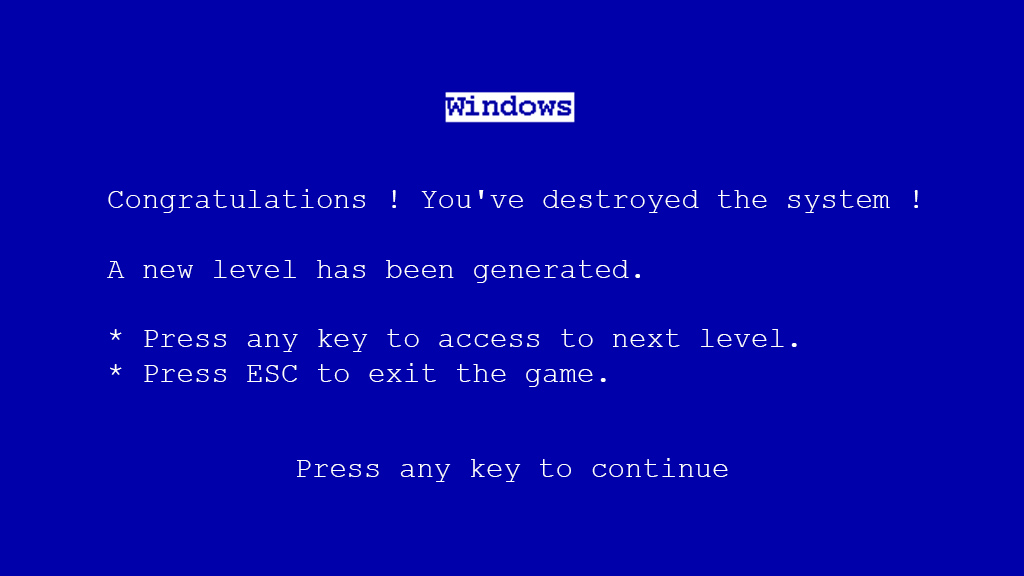 Windows
Congratulations ! You've destroyed the system !
A new level has been generated.
* Press any key to access to next level.
* Press ESC to exit the game.
Press any key to continue